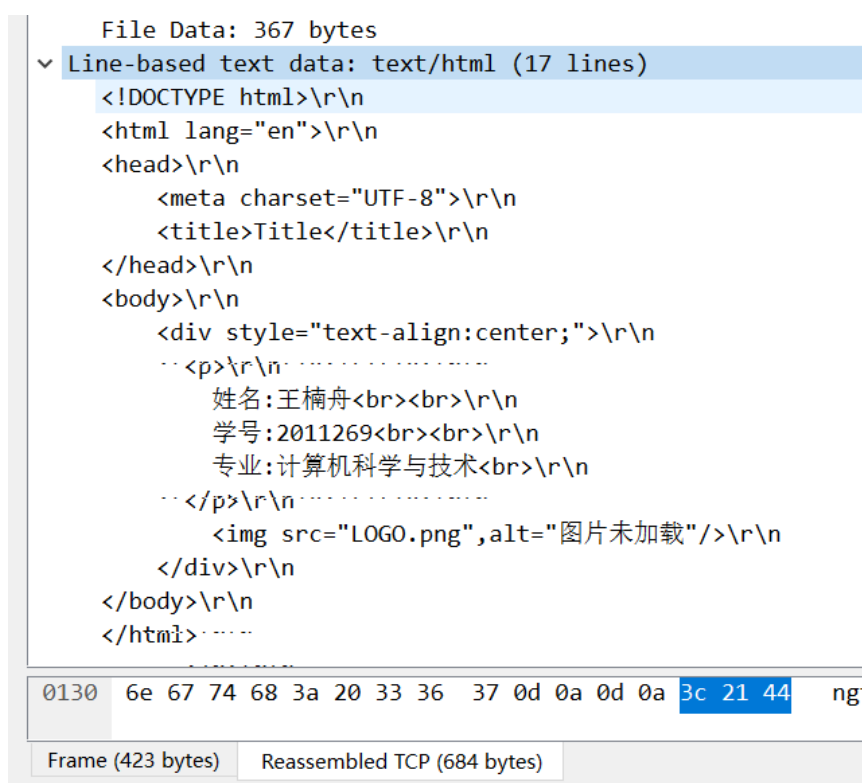 File Data: 367 bytes
Line-based text data: text/html (17 lines)
<!DOCTYPE html>\r\n
<html lang="en">\r\n
<head>\r\n
<meta charset="UTF-8">\r\n
<title>Title</title>\r\n
</head>\r\n
<body>\r\n
<div style="text-align:center;">\r\n
<p>\r\n
姓名:王楠舟<br><br>\r\n
学号:2011269<br><br>\r\n
专业:计算机科学与技术<br>\r\n
</p>\r\n
<img src="LOGO.png",alt="图片未加载"/>\r\n
</div>\r\n
</body>\r\n
</html>
0130 6e 67 74 68 3a 20 33 36 37 0d 0a 0d 0a 3c 21 44
Frame (423 bytes) Reassembled TCP (684 bytes)